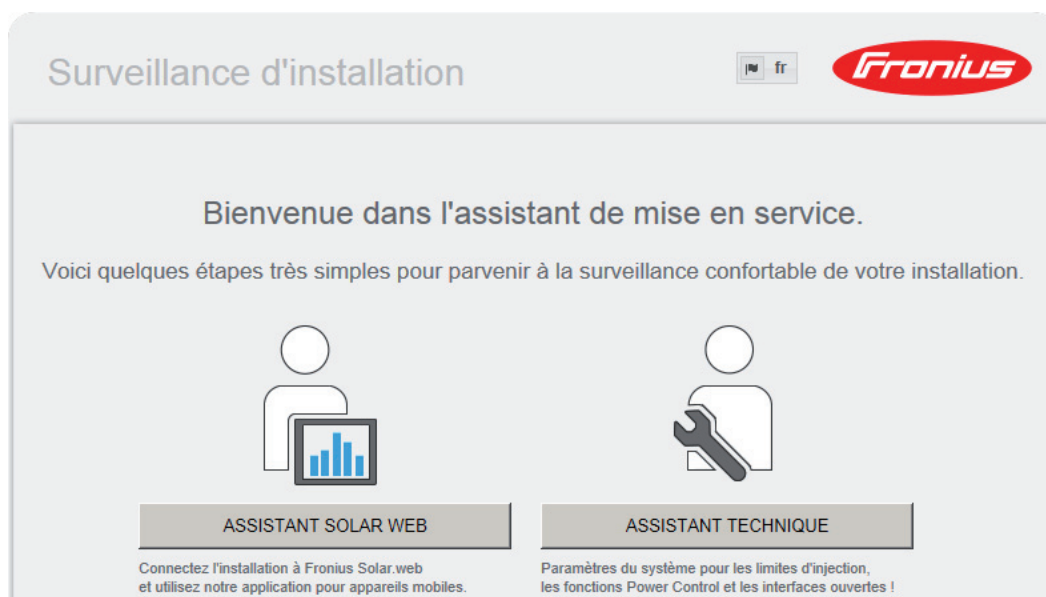 Surveillance d'installation
fr
Fronius
Bienvenue dans l'assistant de mise en service.
Voici quelques étapes très simples pour parvenir à la surveillance confortable de votre installation.
ASSISTANT SOLAR WEB
Connectez l'installation à Fronius Solar.web
et utilisez notre application pour appareils mobiles.
ASSISTANT TECHNIQUE
Paramètres du système pour les limites d'injection,
les fonctions Power Control et les interfaces ouvertes !